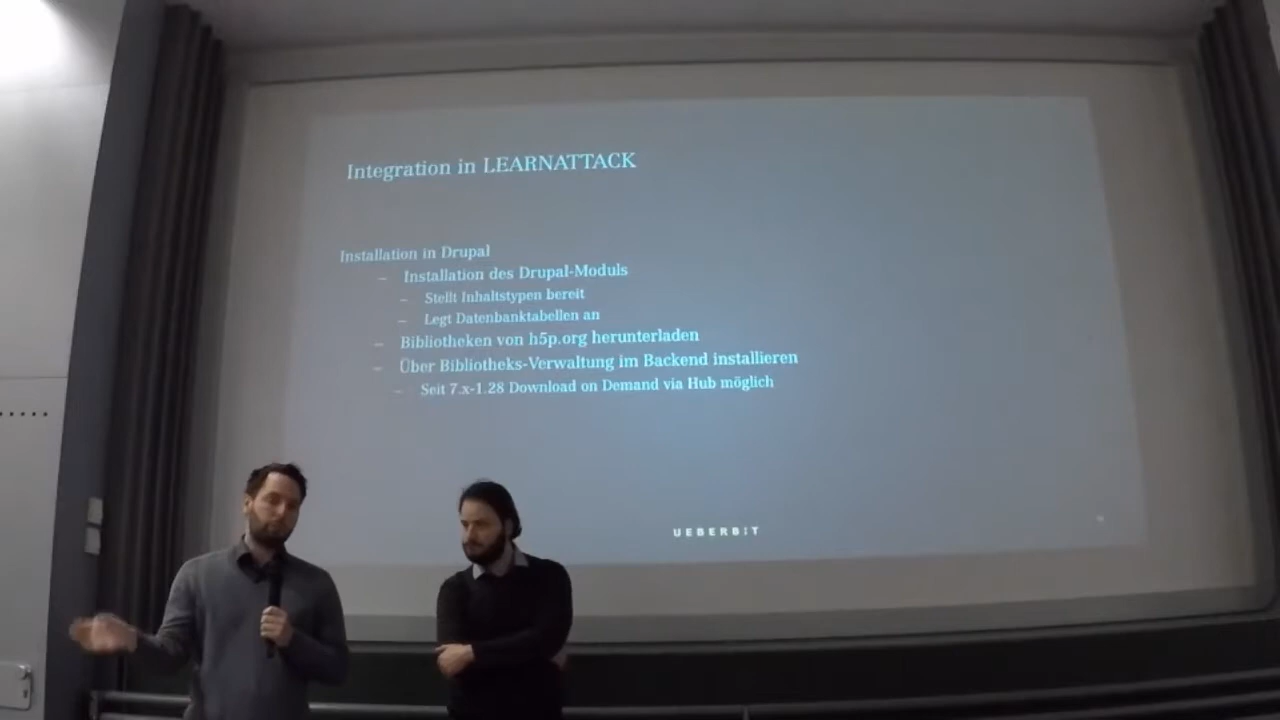 Integration in LEARNATTACK
Installation in Drupal
– Installation des Drupal-Moduls
– Stellt Inhaltstypen bereit
– Legt Datenbanktabellen an
– Bibliotheken von h5p.org herunterladen
– Über Bibliotheks-Verwaltung im Backend installieren
– Seit 7.x-1.28 Download on Demand via Hub möglich
UEBERBIT